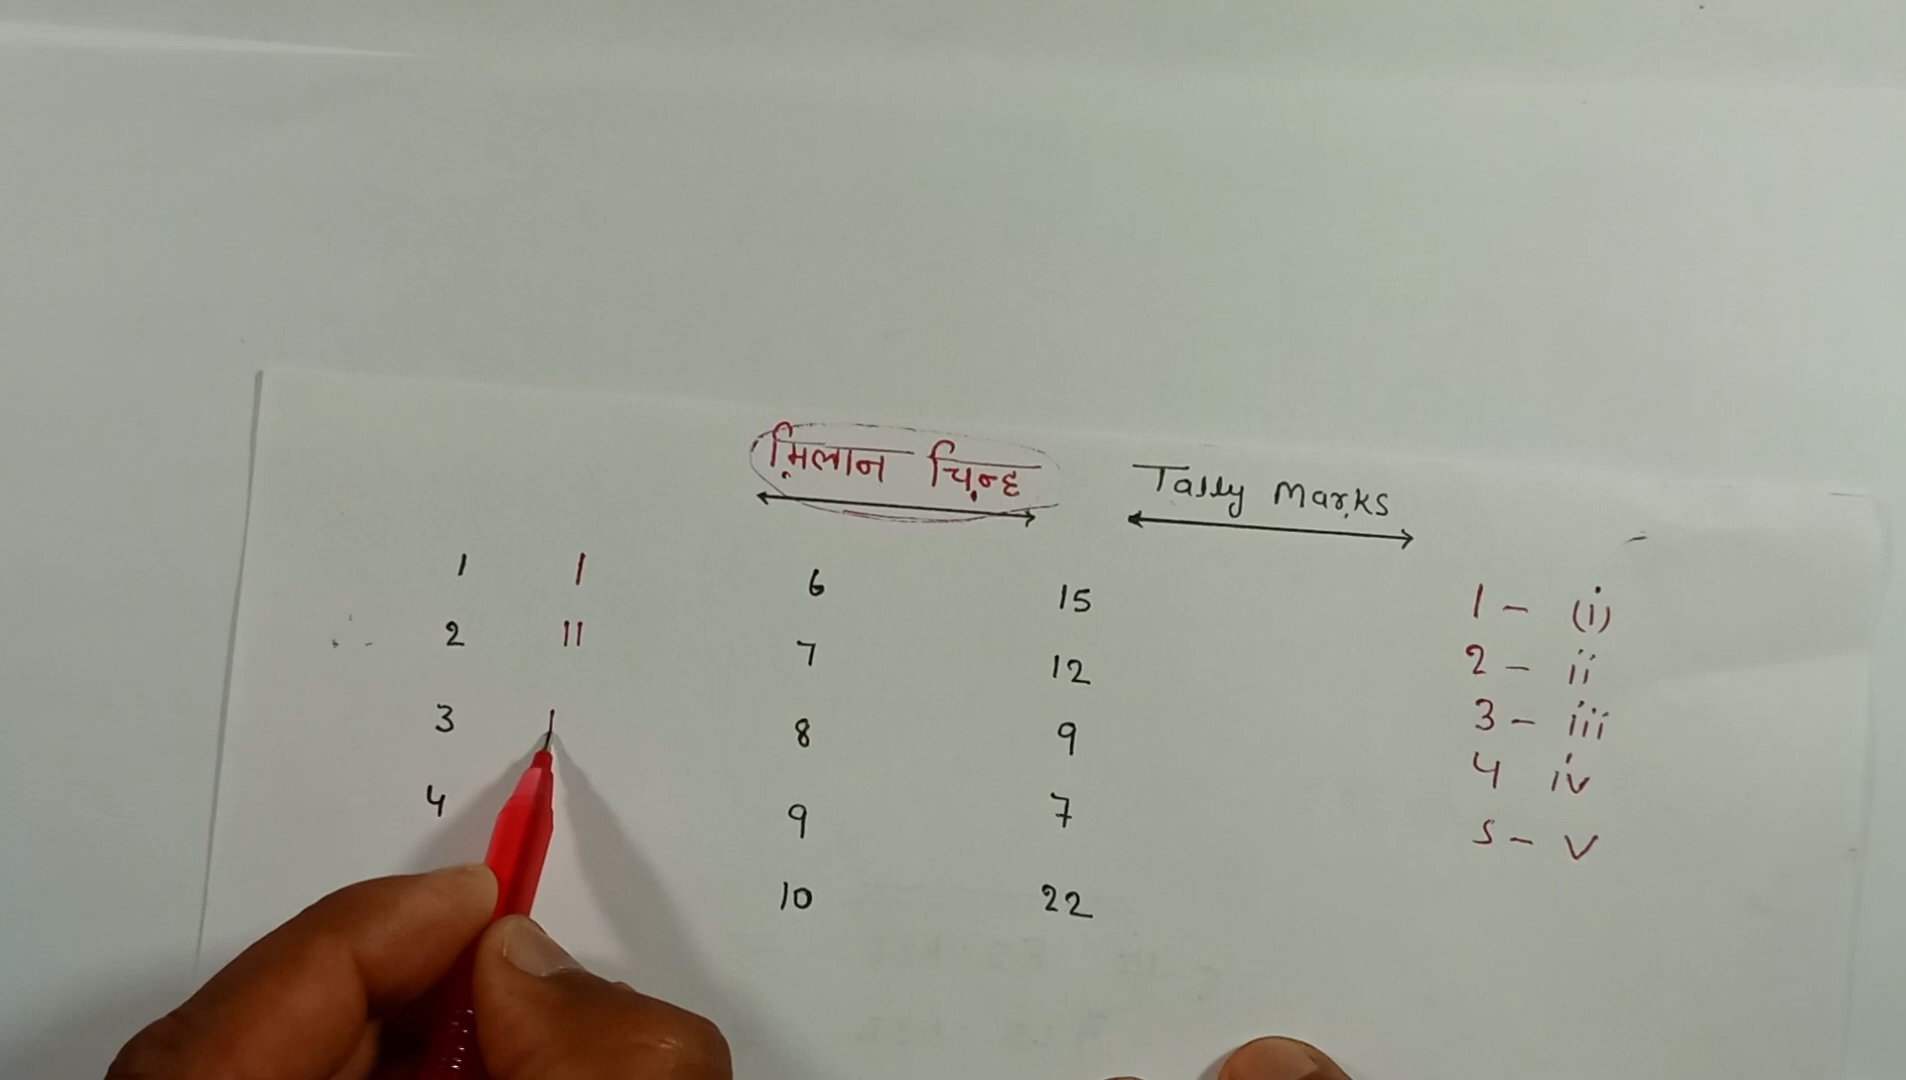 मिलान चिन्ह Tally Marks
1 | 6 15 1 - (i)
2 || 7 12 2 - ii
3 | 8 9 3 - iii
4 9 7 4 iv
10 22 5 - v